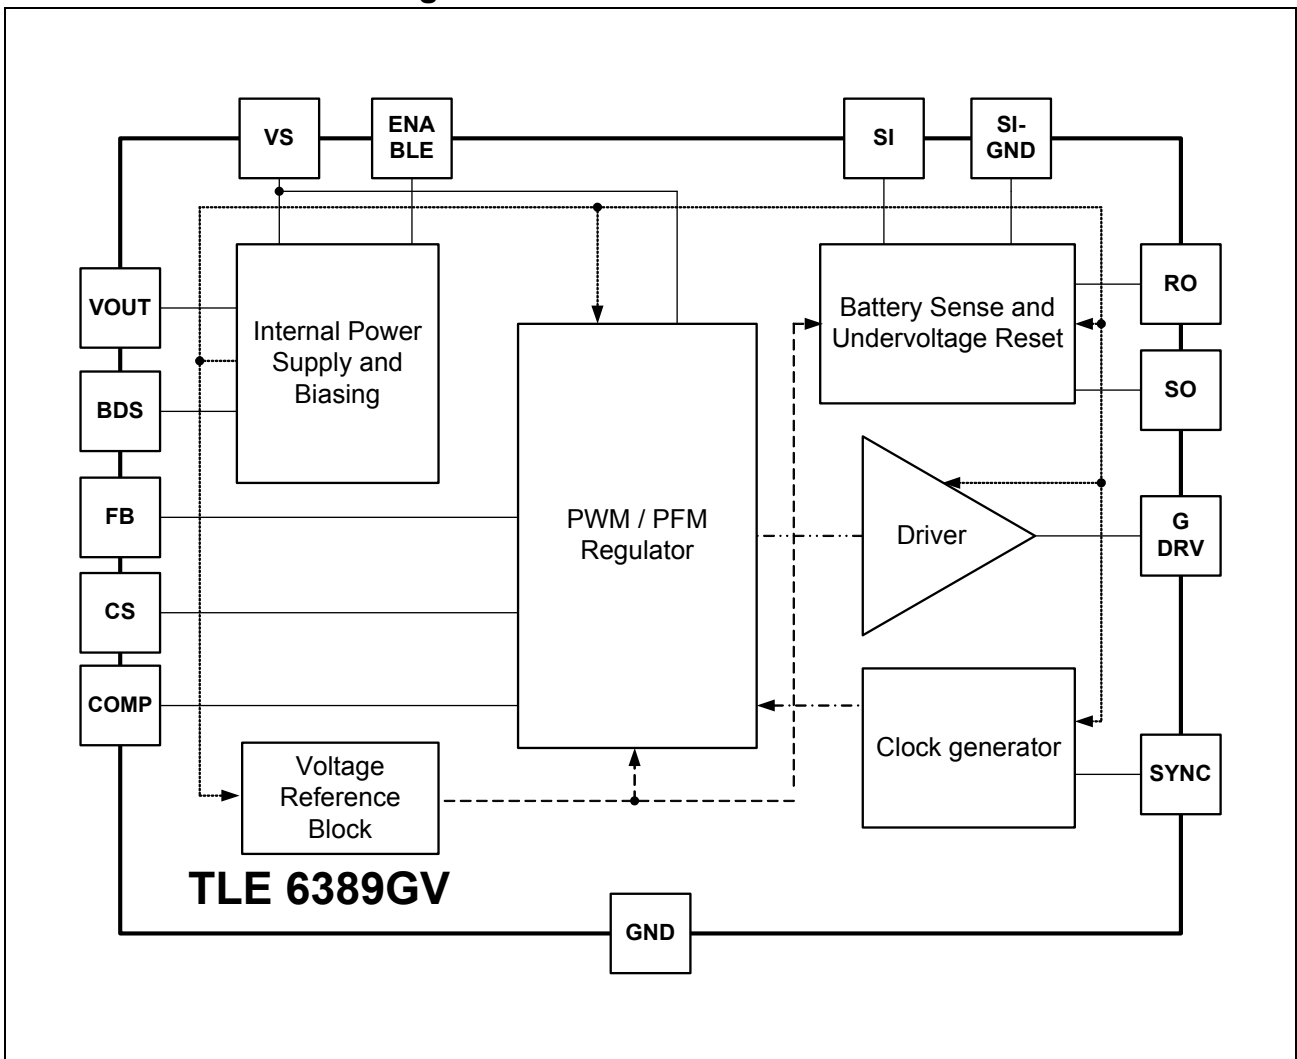 VS
ENA
BLE
SI
SI-
GND
VOUT
Internal Power
Supply and
Biasing
Battery Sense and
Undervoltage Reset
RO
BDS
SO
FB
PWM / PFM
Regulator
Driver
G
DRV
CS
COMP
Clock generator
SYNC
Voltage
Reference
Block
TLE 6389GV
GND